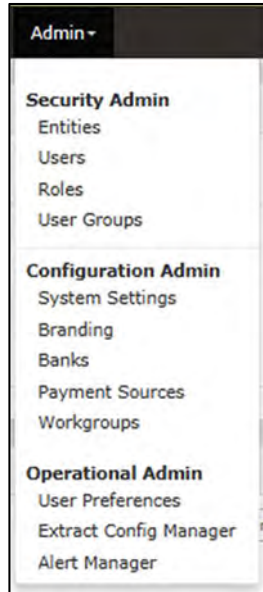 Admin
Security Admin
Entities
Users
Roles
User Groups
Configuration Admin
System Settings
Branding
Banks
Payment Sources
Workgroups
Operational Admin
User Preferences
Extract Config Manager
Alert Manager